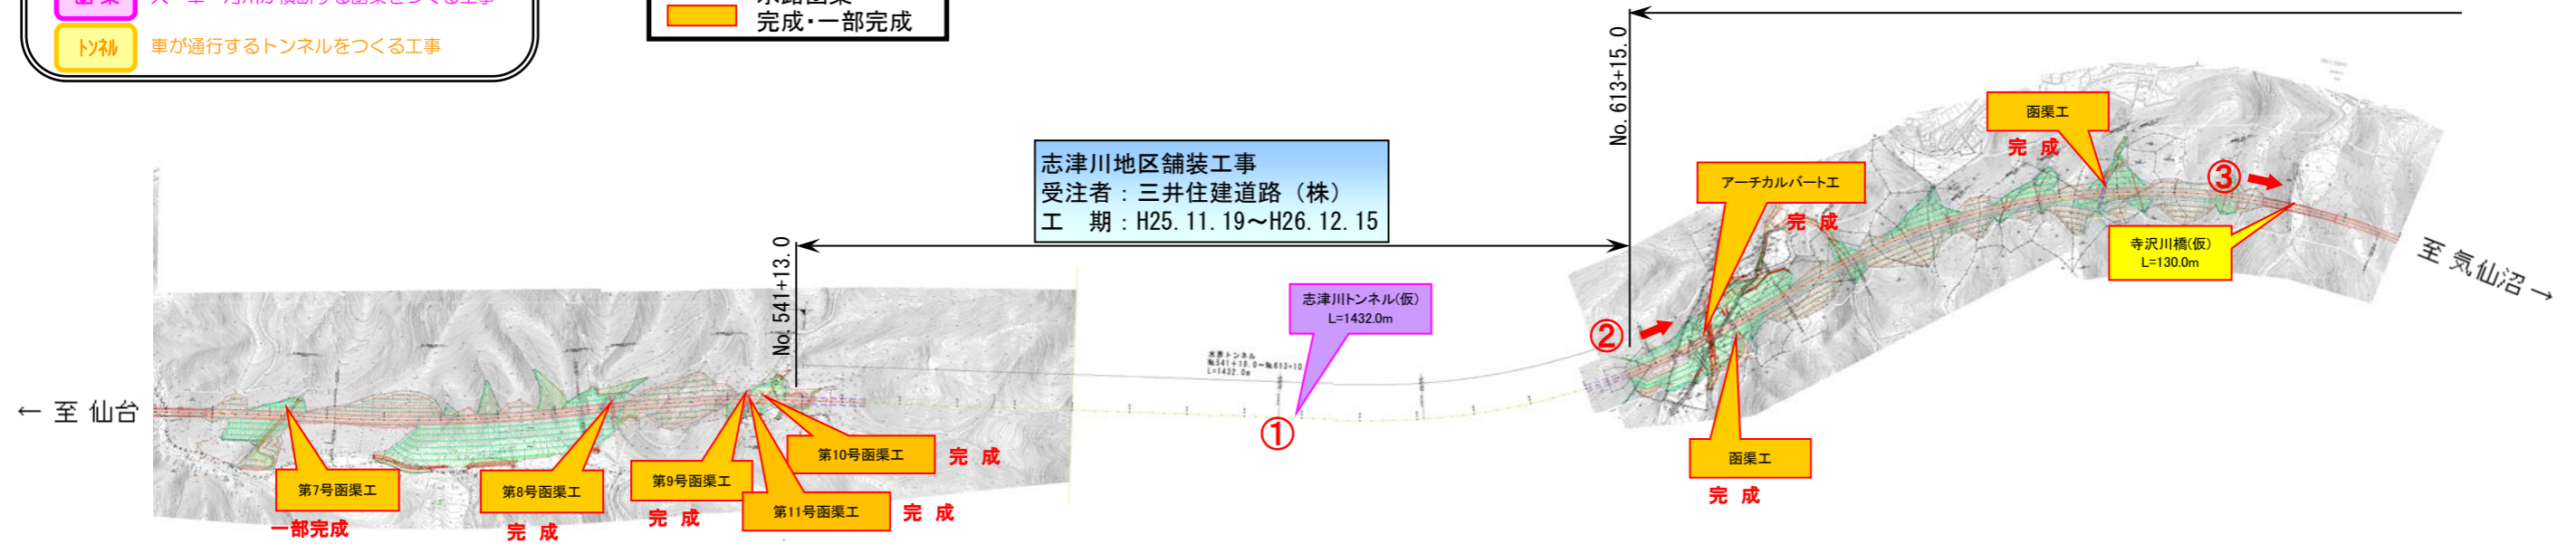 トンネル 車が通行するトンネルをつくる工事
完成・一部完成
No.613+15.0
函渠工
完 成
志津川地区舗装工事
受注者：三井住建道路（株）
工　期：H25.11.19～H26.12.15
アーチカルバート工
完 成
③
寺沢川橋(仮)
L=130.0m
至 気仙沼 →
No.541+13.0
志津川トンネル(仮)
L=1432.0m
②
← 至 仙台
①
第10号函渠工 完 成
函渠工
完 成
第7号函渠工
一部完成
第8号函渠工
完 成
第9号函渠工
完 成
第11号函渠工 完 成